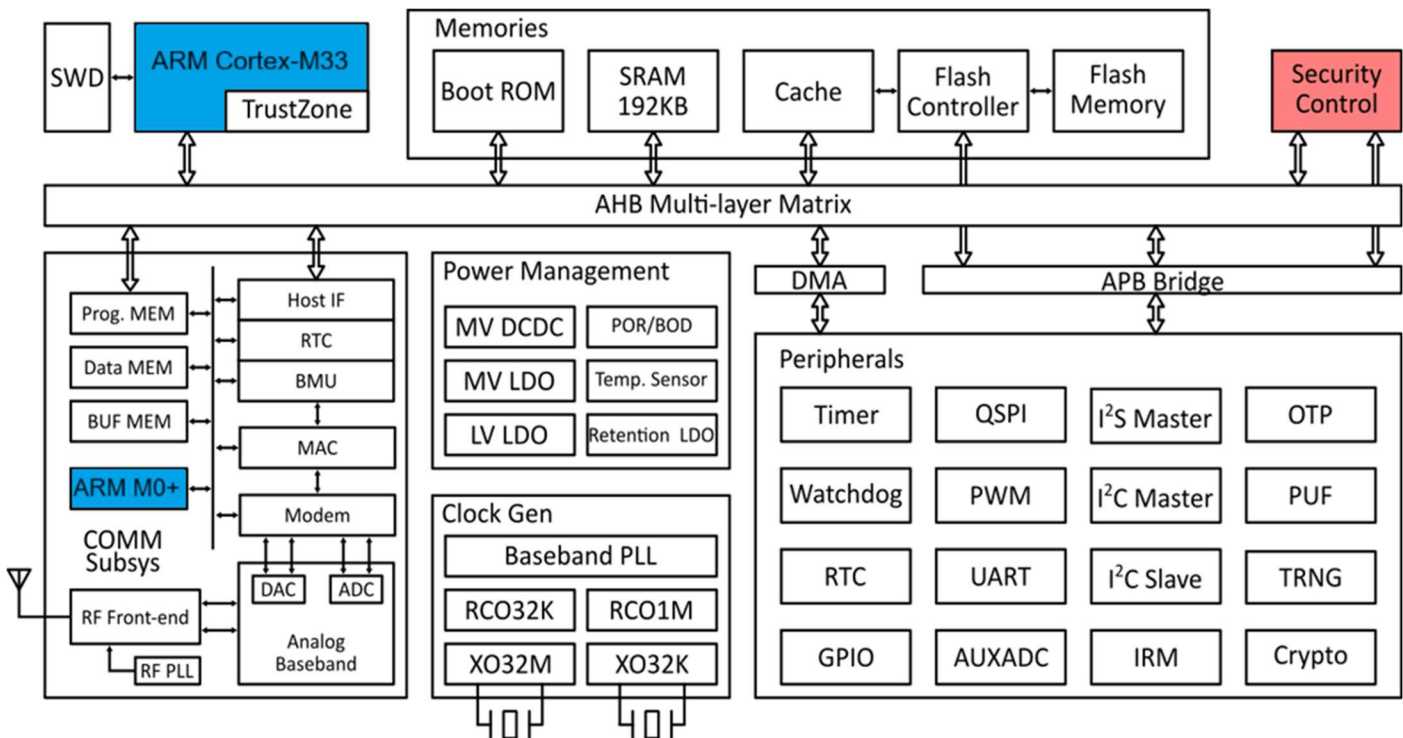 SWD
ARM Cortex-M33
TrustZone
Memories
Boot ROM
SRAM
192KB
Cache
Flash
Controller
Flash
Memory
Security
Control
AHB Multi-layer Matrix
Prog. MEM
Data MEM
BUF MEM
ARM M0+
COMM
Subsys
RF Front-end
RF PLL
Host IF
RTC
BMU
MAC
Modem
DAC
ADC
Analog
Baseband
Power Management
MV DCDC
POR/BOD
MV LDO
Temp. Sensor
LV LDO
Retention LDO
Clock Gen
Baseband PLL
RCO32K
RCO1M
XO32M
XO32K
DMA
APB Bridge
Peripherals
Timer
QSPI
I²S Master
OTP
Watchdog
PWM
I²C Master
PUF
RTC
UART
I²C Slave
TRNG
GPIO
AUXADC
IRM
Crypto